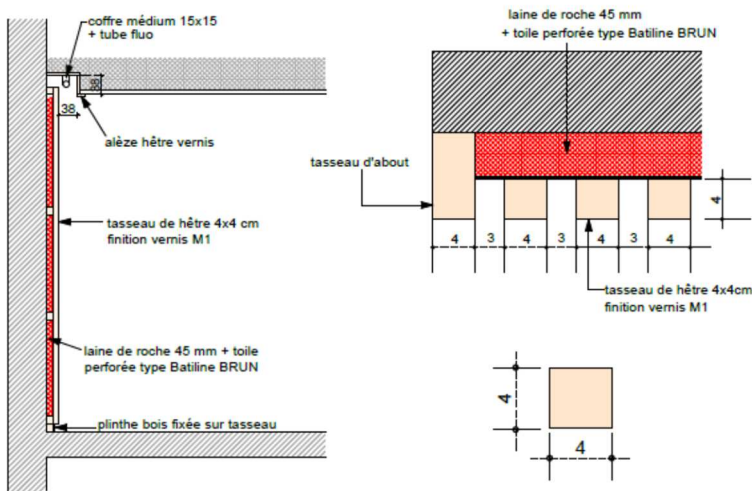 coffre médium 15x15
+ tube fluo
38
38
alèze hêtre vernis
tasseau de hêtre 4x4 cm
finition vernis M1
laine de roche 45 mm + toile
perforée type Batiline BRUN
plinthe bois fixée sur tasseau
laine de roche 45 mm
+ toile perforée type Batiline BRUN
tasseau d'about
4
4 3 4 3 4 3 4
tasseau de hêtre 4x4cm
finition vernis M1
4
4